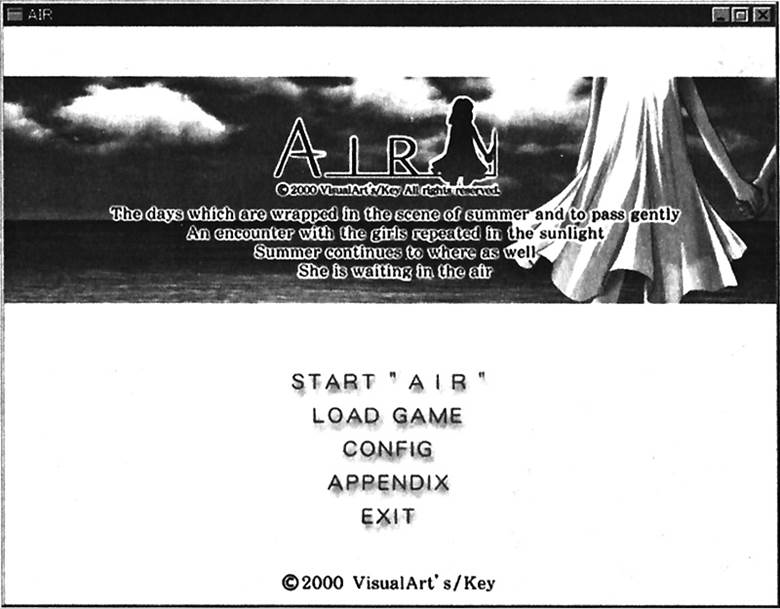 AIR
AIR
©2000 VisualArt's/Key All rights reserved.
The days which are wrapped in the scene of summer and to pass gently
An encounter with the girls repeated in the sunlight
Summer continues to where as well
She is waiting in the air
START "AIR"
LOAD GAME
CONFIG
APPENDIX
EXIT
©2000 VisualArt's/Key